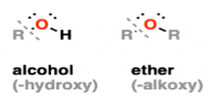 R O H
R O R
alcohol
(-hydroxy)
ether
(-alkoxy)